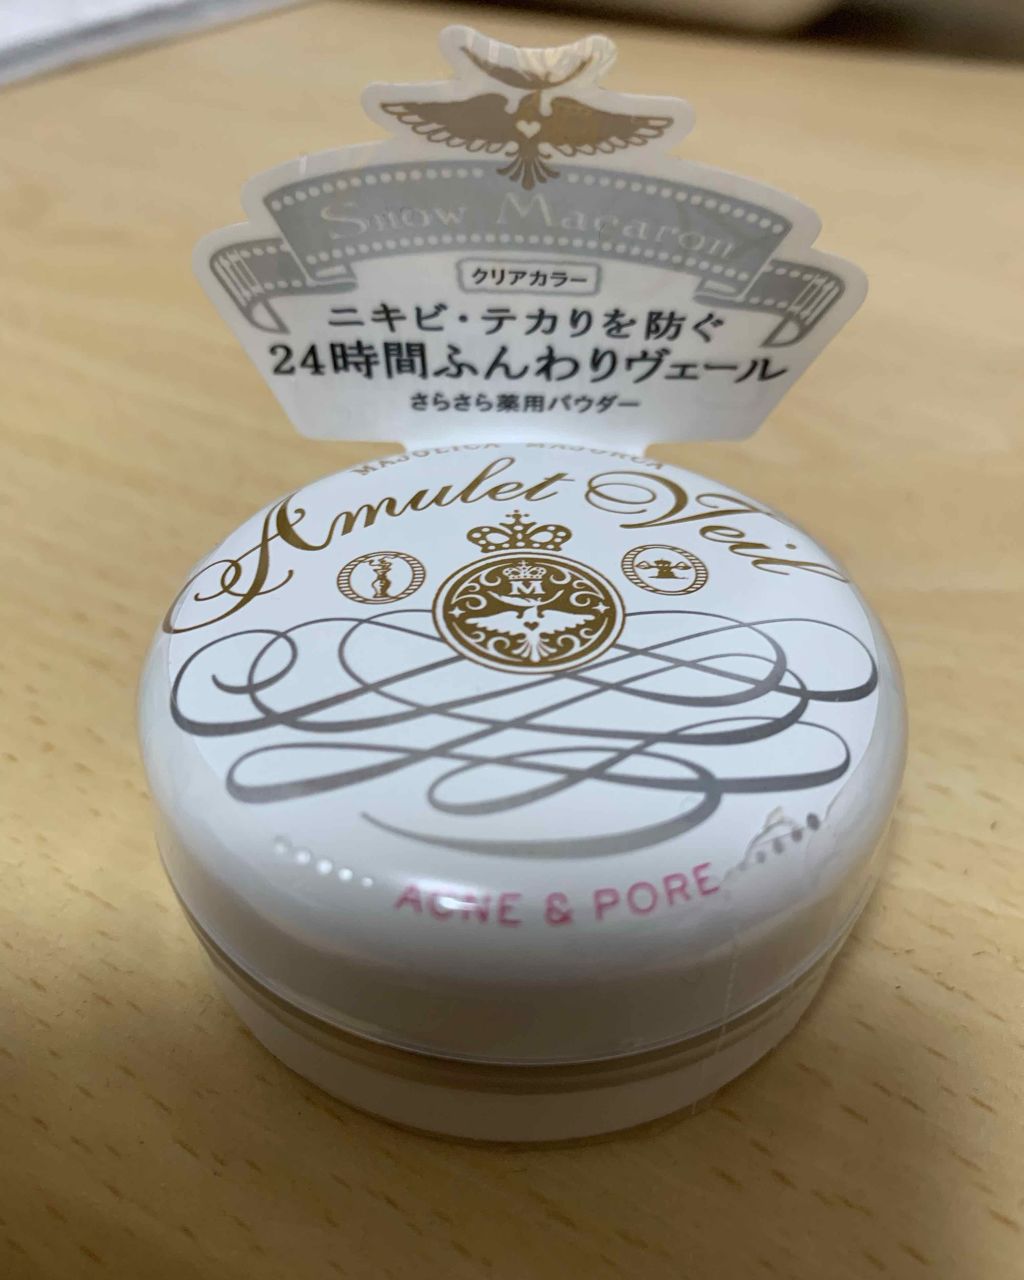 Snow Macaron
クリアカラー
ニキビ・テカりを防ぐ
24時間ふんわりヴェール
さらさら薬用パウダー
MAJOLICA MAJORCA
Amulet Veil
M
ACNE & PORE